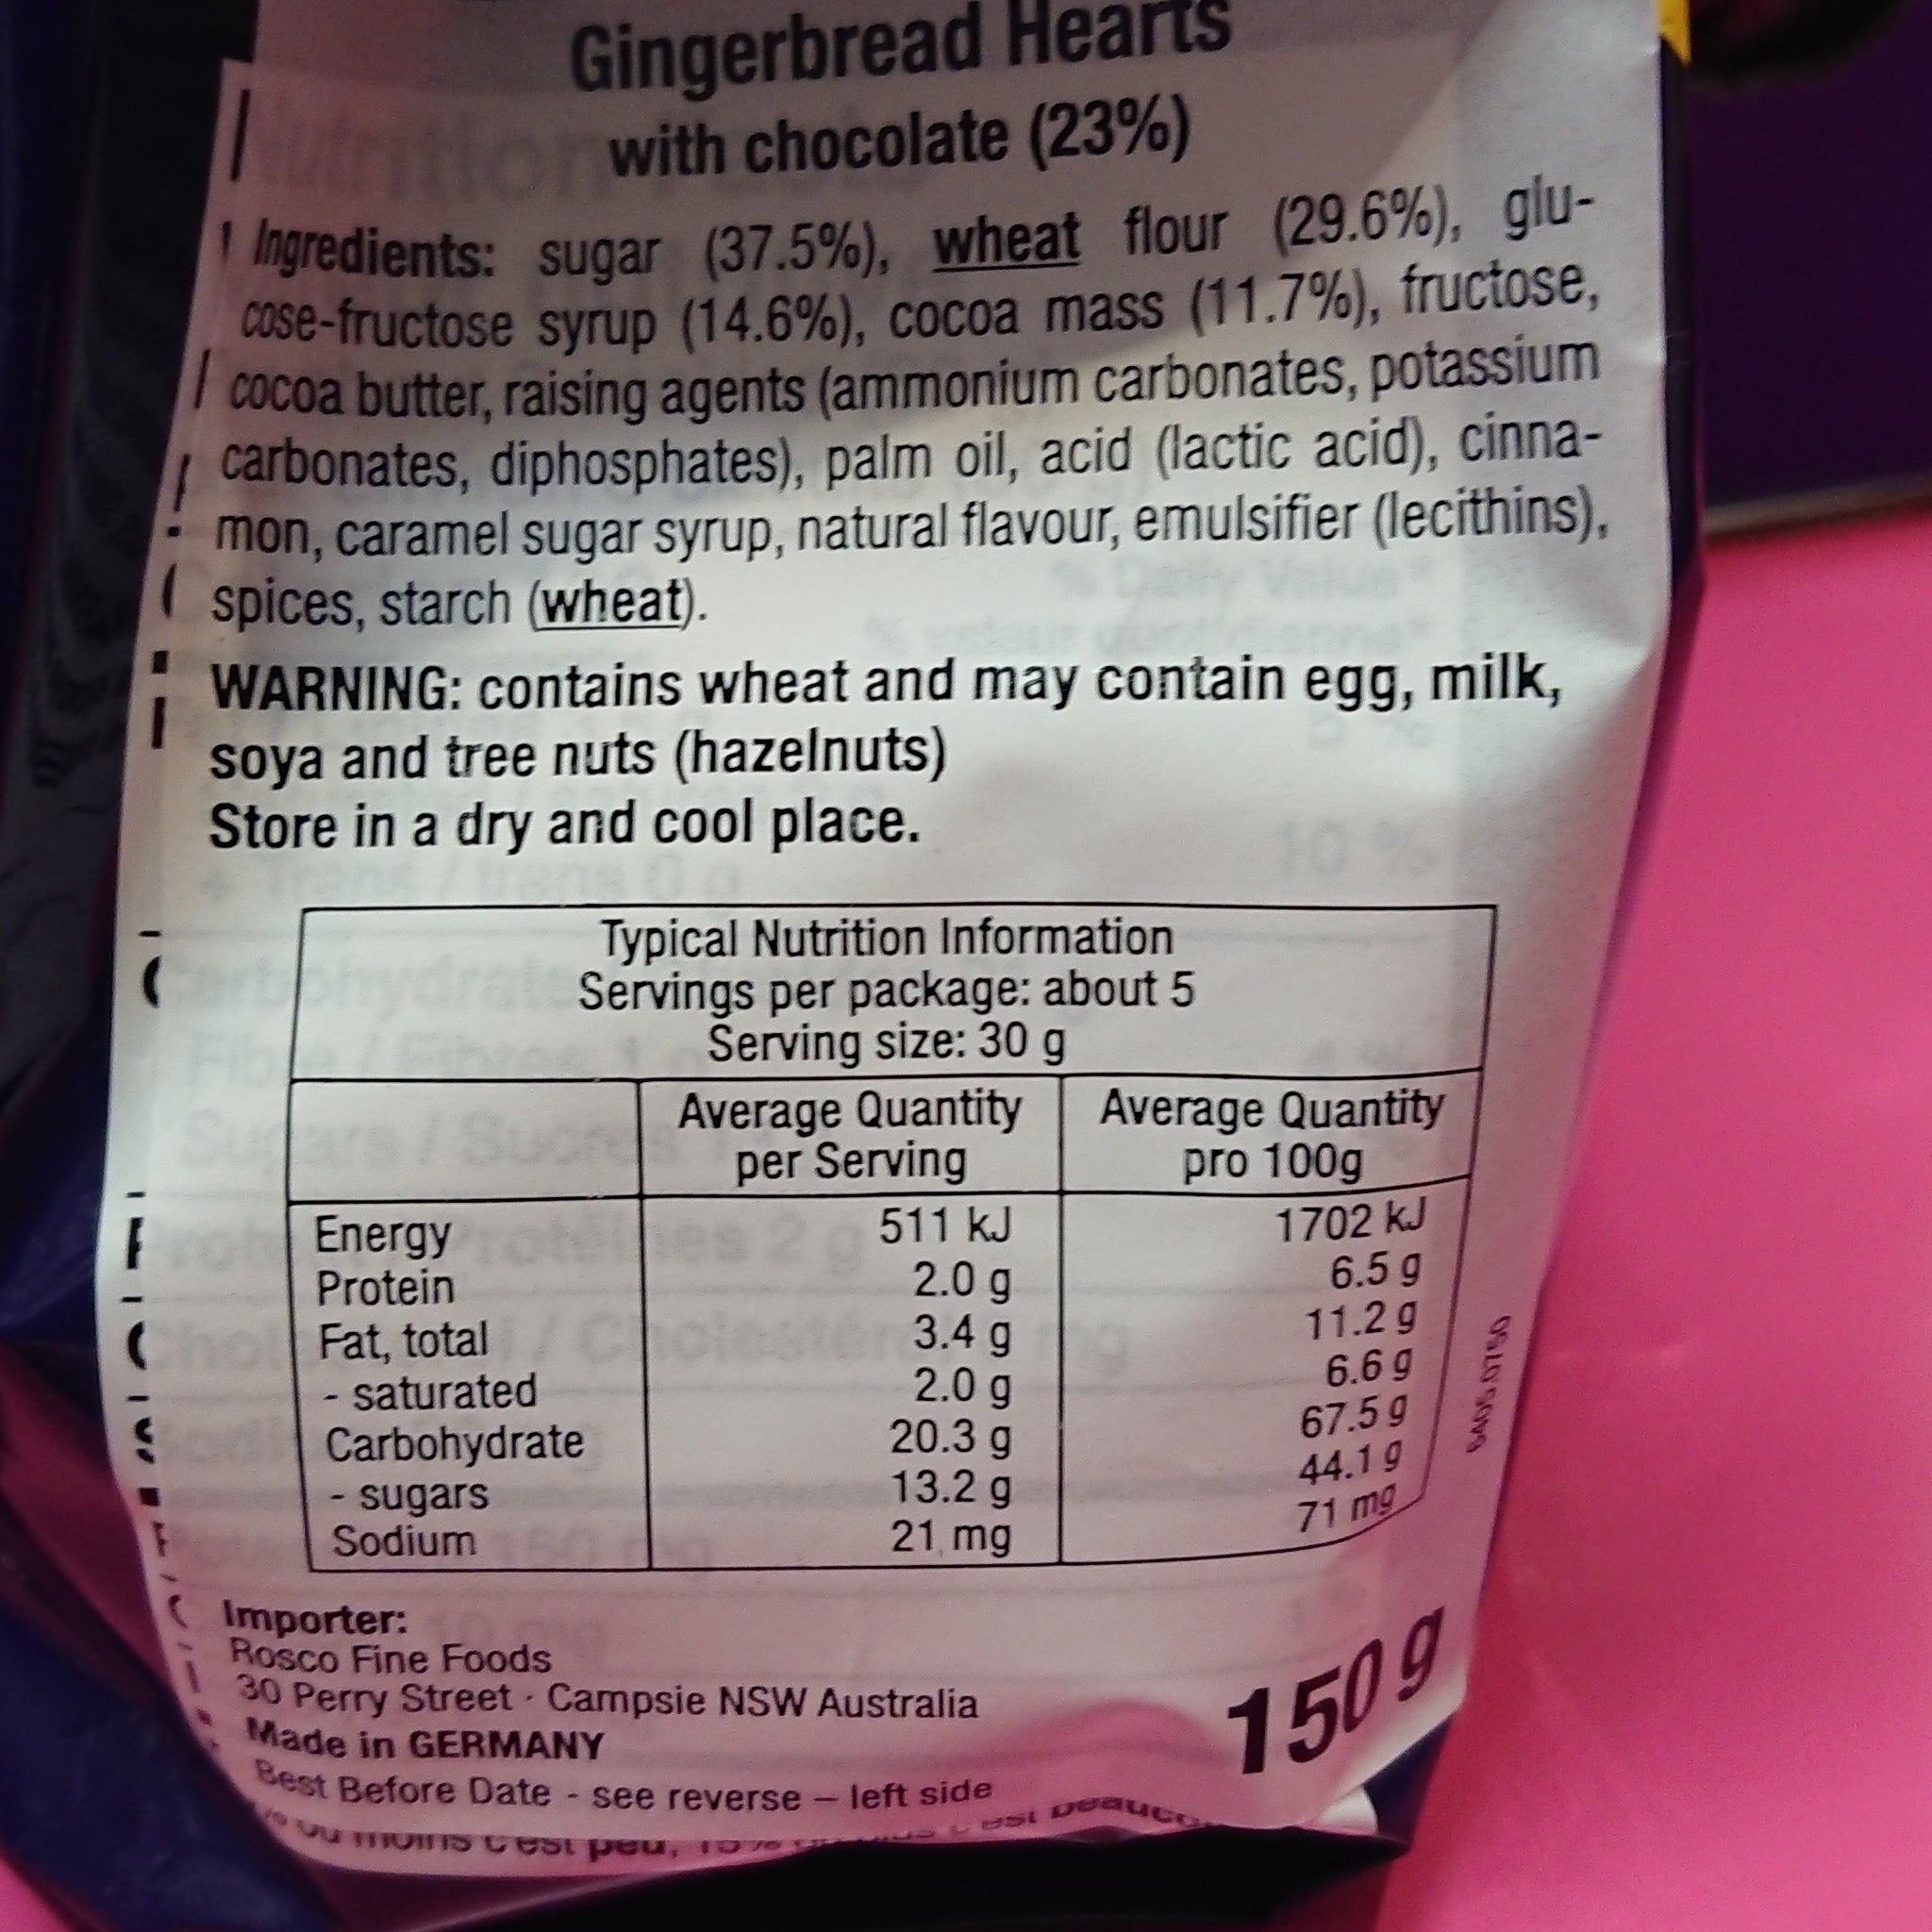 Gingerbread Hearts
with chocolate (23%)
Ingredients: sugar (37.5%), wheat flour (29.6%), glu-
cose-fructose syrup (14.6%), cocoa mass (11.7%), fructose,
cocoa butter, raising agents (ammonium carbonates, potassium
carbonates, diphosphates), palm oil, acid (lactic acid), cinna-
mon, caramel sugar syrup, natural flavour, emulsifier (lecithins),
spices, starch (wheat).
WARNING: contains wheat and may contain egg, milk,
soya and tree nuts (hazelnuts)
Store in a dry and cool place.
Typical Nutrition Information
Servings per package: about 5
Serving size: 30 g
Average Quantity Average Quantity
per Serving pro 100g
Energy 511 kJ 1702 kJ
Protein 2.0 g 6.5 g
Fat, total 3.4 g 11.2 g
- saturated 2.0 g 6.6 g
Carbohydrate 20.3 g 67.5 g
- sugars 13.2 g 44.1 g
Sodium 21 mg 71 mg
Importer:
Rosco Fine Foods
30 Perry Street · Campsie NSW Australia
Made in GERMANY
Best Before Date - see reverse – left side
150 g
ou moins c'est peu, 15%